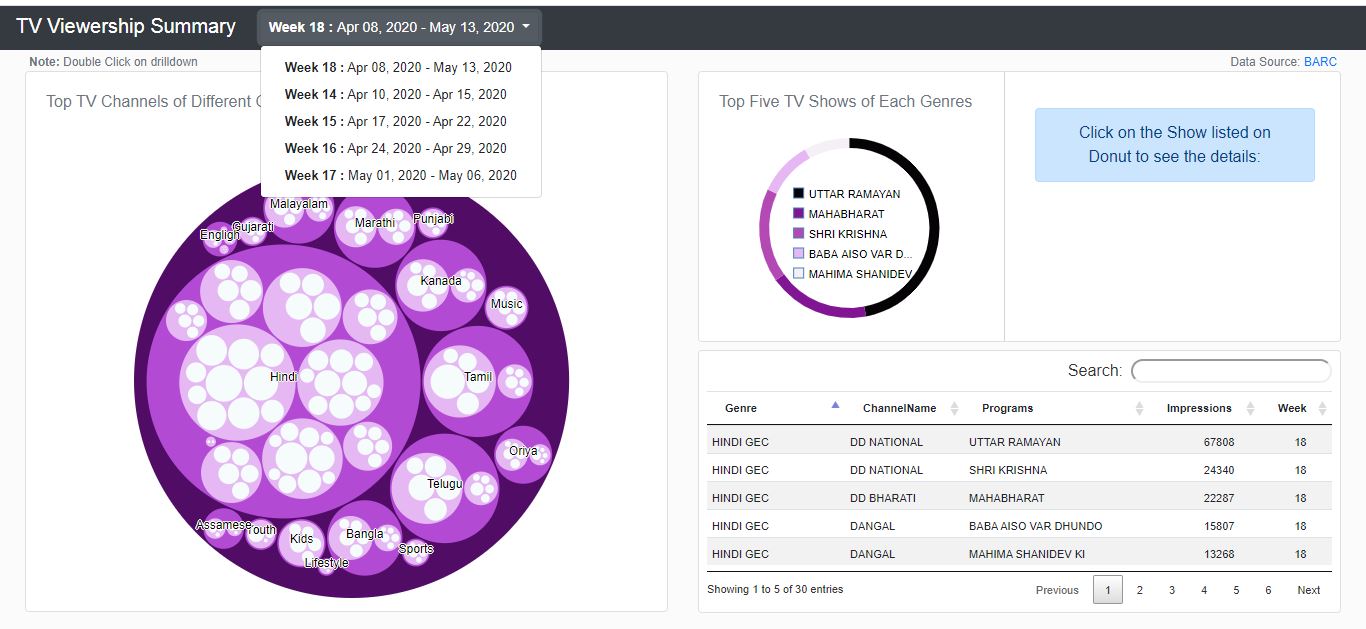 TV Viewership Summary
Week 18 : Apr 08, 2020 - May 13, 2020
Note: Double Click on drilldown
Data Source: BARC
Week 18 : Apr 08, 2020 - May 13, 2020
Week 14 : Apr 10, 2020 - Apr 15, 2020
Week 15 : Apr 17, 2020 - Apr 22, 2020
Week 16 : Apr 24, 2020 - Apr 29, 2020
Week 17 : May 01, 2020 - May 06, 2020
Top TV Channels of Different
Malayalam
Marathi
Punjabi
Gujarati
English
Kanada
Music
Hindi
Tamil
Oriya
Telugu
Assamese
Youth
Kids
Bangla
Sports
Lifestyle
Top Five TV Shows of Each Genres
UTTAR RAMAYAN
MAHABHARAT
SHRI KRISHNA
BABA AISO VAR D...
MAHIMA SHANIDEV
Click on the Show listed on
Donut to see the details:
Search:
Genre ChannelName Programs Impressions Week
HINDI GEC DD NATIONAL UTTAR RAMAYAN 67808 18
HINDI GEC DD NATIONAL SHRI KRISHNA 24340 18
HINDI GEC DD BHARATI MAHABHARAT 22287 18
HINDI GEC DANGAL BABA AISO VAR DHUNDO 15807 18
HINDI GEC DANGAL MAHIMA SHANIDEV KI 13268 18
Showing 1 to 5 of 30 entries
Previous 1 2 3 4 5 6 Next